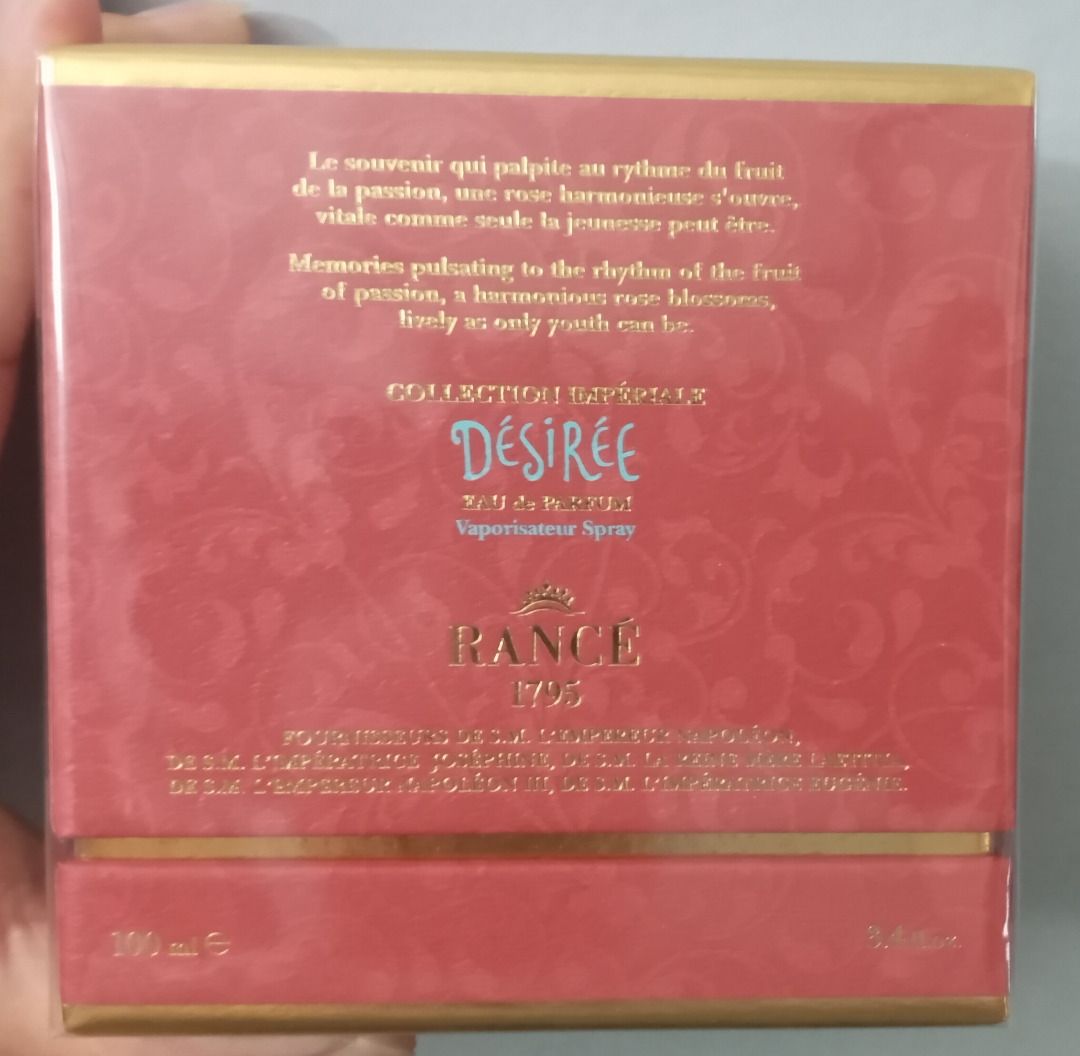 Le souvenir qui palpite au rythme du fruit
de la passion, une rose harmonieuse s'ouvre,
vitale comme seule la jeunesse peut être.
Memories pulsating to the rhythm of the fruit
of passion, a harmonious rose blossoms,
lively as only youth can be.
COLLECTION IMPÉRIALE
DÉSIRÉE
EAU de PARFUM
Vaporisateur Spray
RANCÉ
1795
FOURNISSEURS DE S.M. L'EMPEREUR NAPOLÉON,
DE S.M. L'IMPÉRATRICE JOSÉPHINE, DE S.M. LA REINE MÈRE LAETITIA,
DE S.M. L'EMPEREUR NAPOLÉON III, DE S.M. L'IMPÉRATRICE EUGÉNIE.
100 ml ℮
3.4 fl.oz.